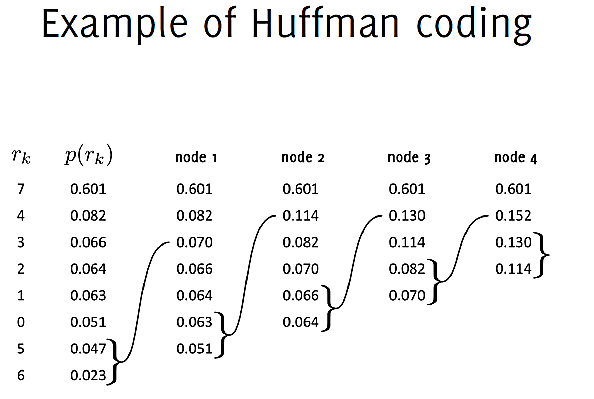 Example of Huffman coding
r_k p(r_k) node 1 node 2 node 3 node 4
7 0.601 0.601 0.601 0.601 0.601
4 0.082 0.082 0.114 0.130 0.152
3 0.066 0.070 0.082 0.114 0.130
2 0.064 0.066 0.070 0.082 0.114
1 0.063 0.064 0.066 0.070
0 0.051 0.063 0.064
5 0.047 0.051
6 0.023